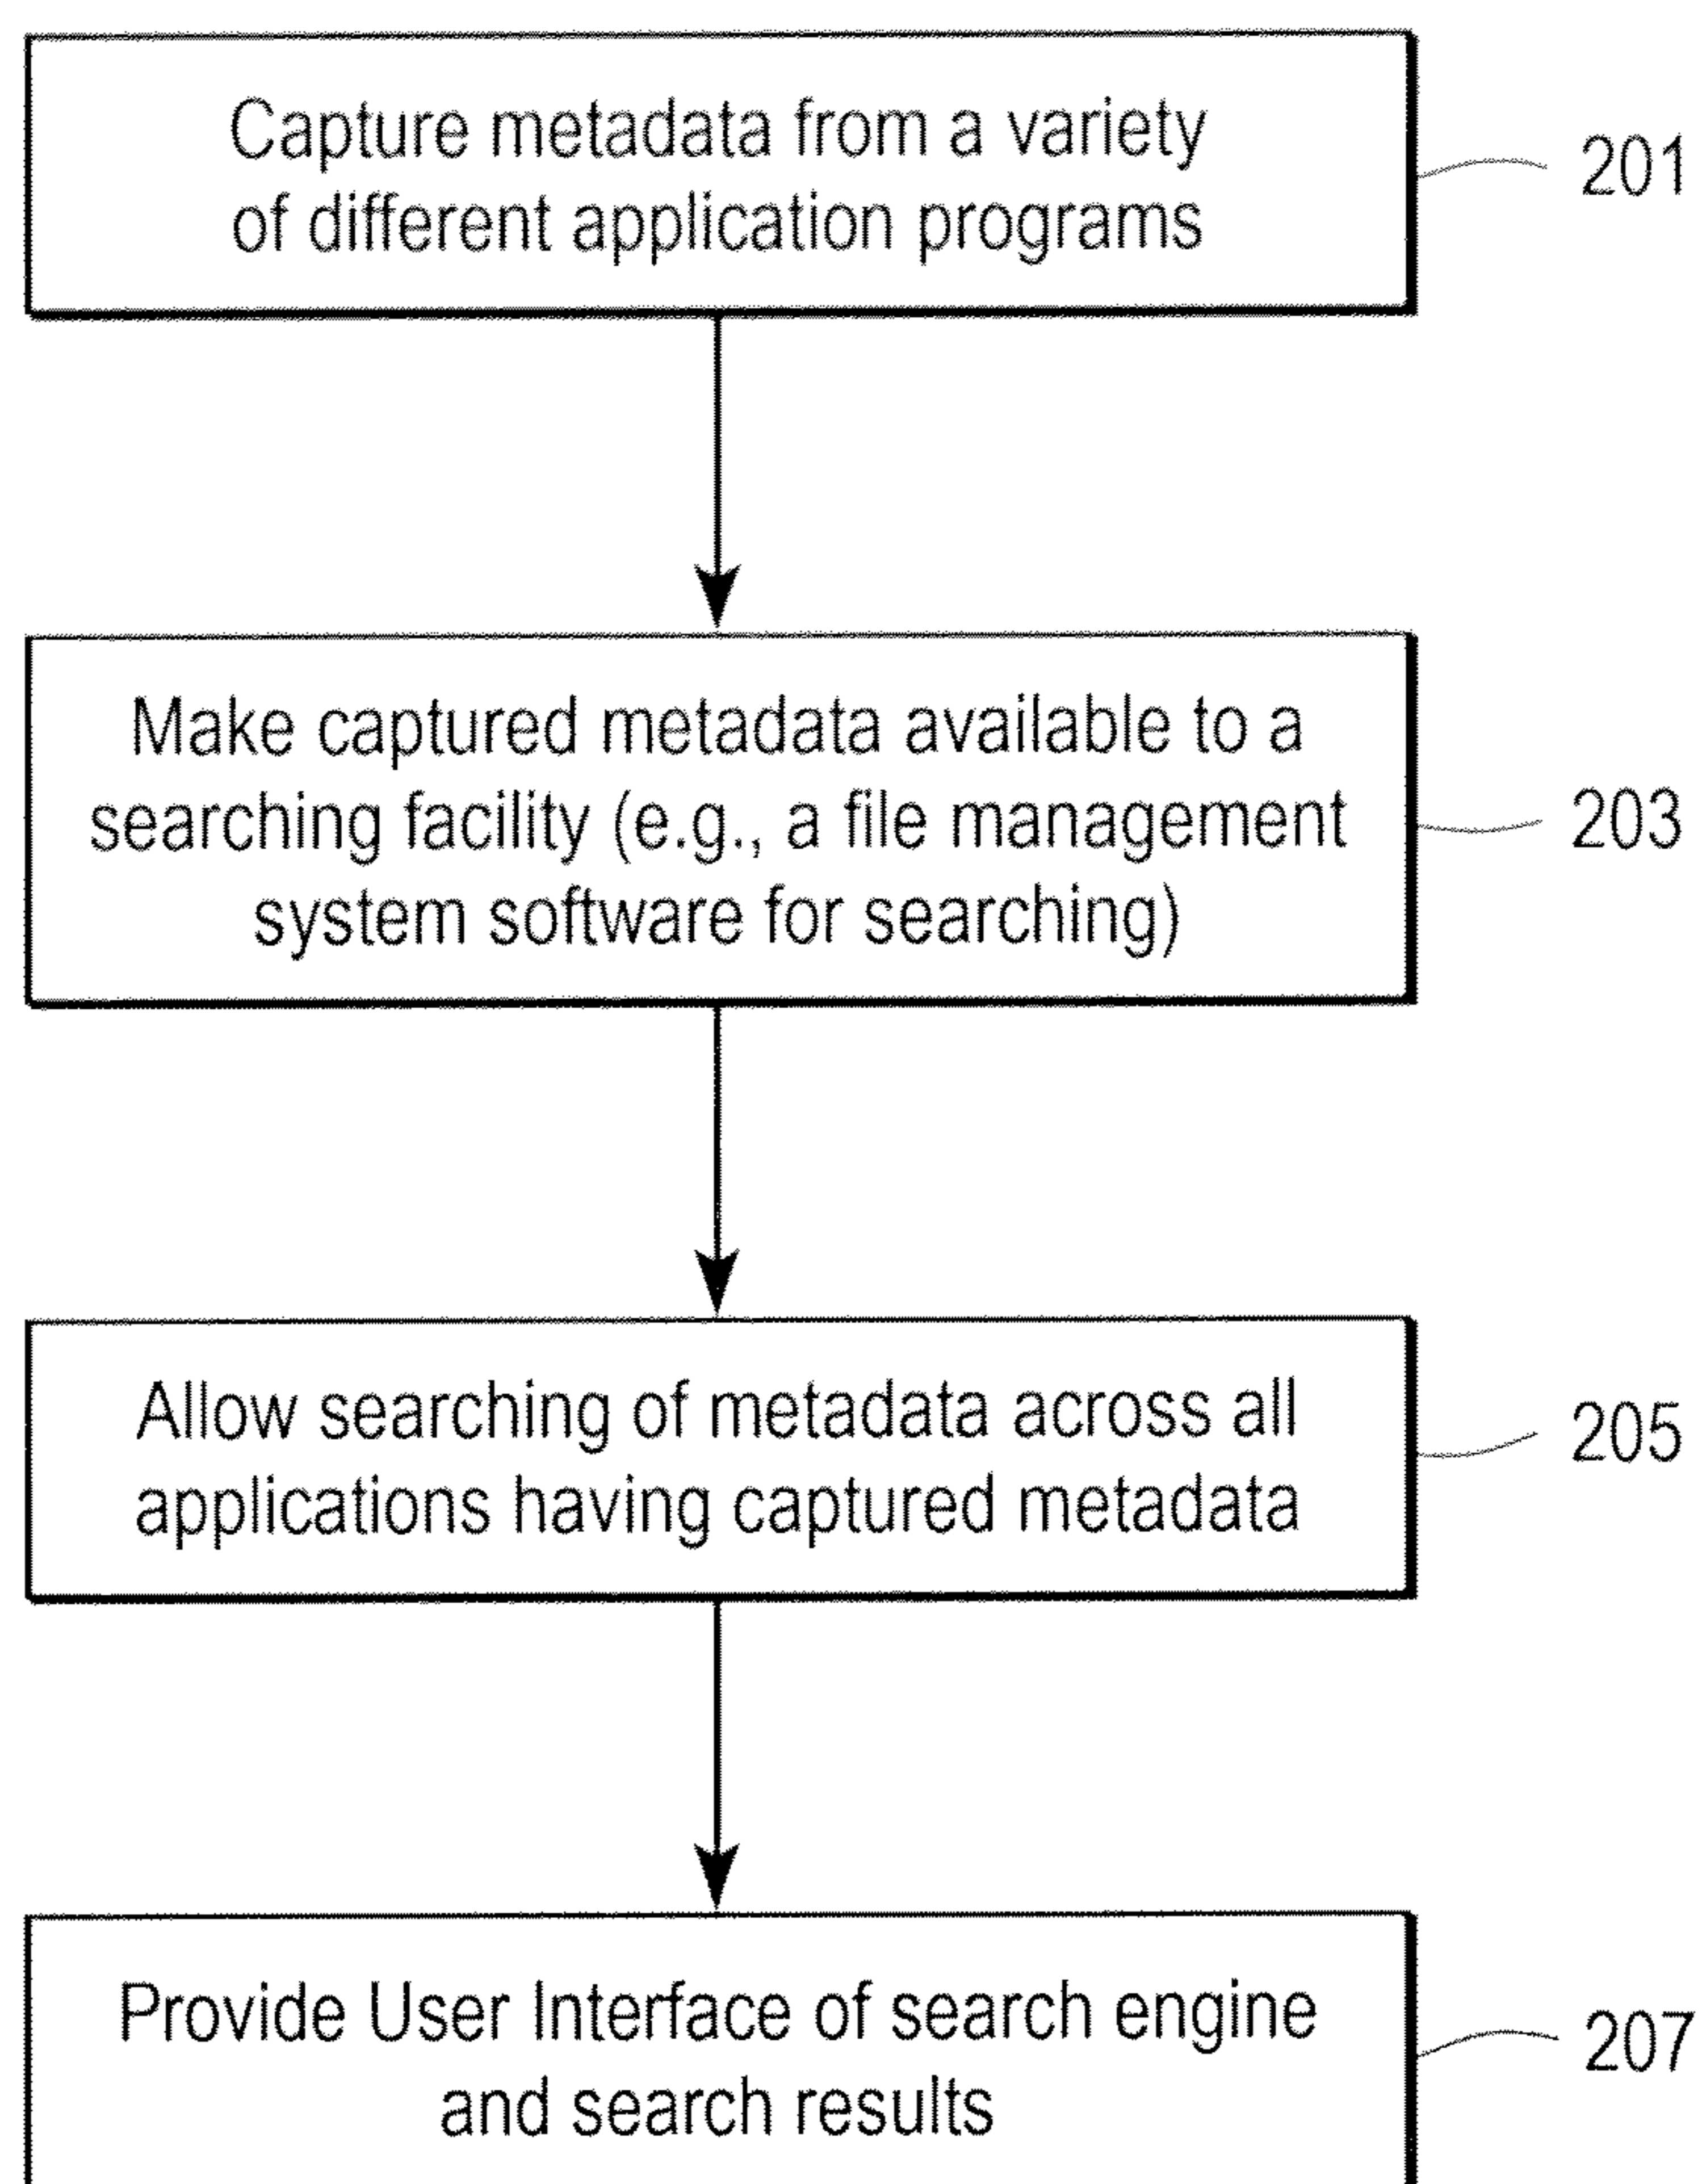 Capture metadata from a variety
of different application programs
201
Make captured metadata available to a
searching facility (e.g., a file management
system software for searching)
203
Allow searching of metadata across all
applications having captured metadata
205
Provide User Interface of search engine
and search results
207